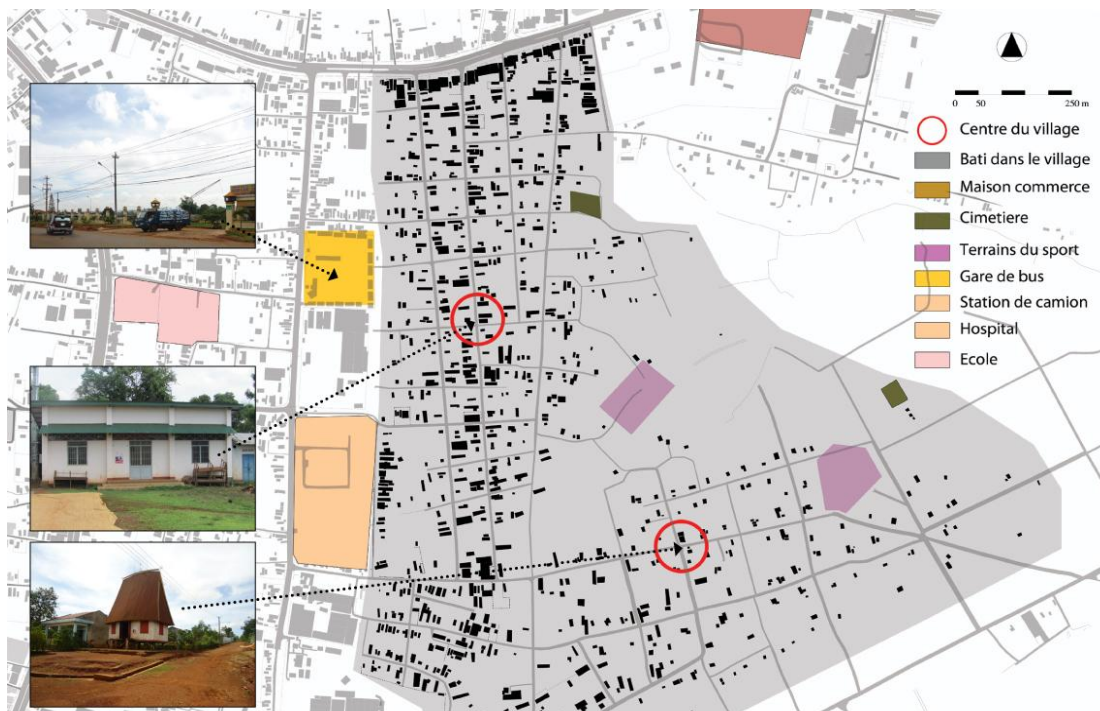 0 50 250 m
Centre du village
Bati dans le village
Maison commerce
Cimetiere
Terrains du sport
Gare de bus
Station de camion
Hospital
Ecole